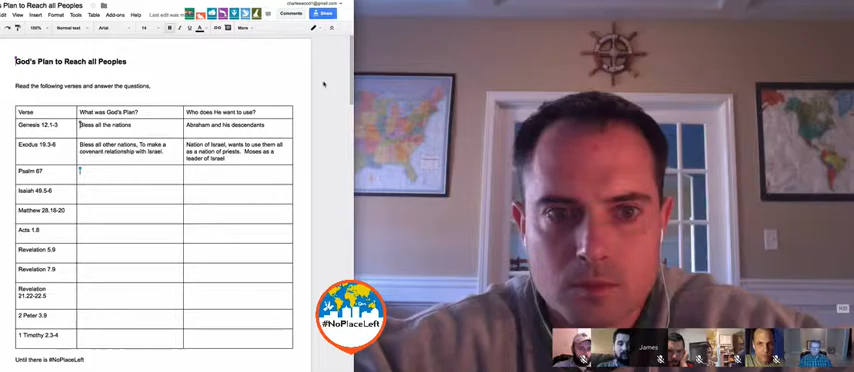 s Plan to Reach all Peoples
charleswood1@gmail.com
View Insert Format Tools Table Add-ons Help Last edit was
Comments
Share
100%
Normal text
Arial
14
B I U A
More
God's Plan to Reach all Peoples
Read the following verses and answer the questions,
Verse What was God's Plan? Who does He want to use?
Genesis 12.1-3 Bless all the nations Abraham and his descendants
Exodus 19.3-6 Bless all other nations, To make a Nation of Israel, wants to use them all
covenant relationship with Israel. as a nation of priests. Moses as a
leader of Israel
Psalm 67
Isaiah 49.5-6
Matthew 28.18-20
Acts 1.8
Revelation 5.9
Revelation 7.9
Revelation
21.22-22.5
2 Peter 3.9
1 Timothy 2.3-4
Until there is #NoPlaceLeft
#NoPlaceLeft
James
HD